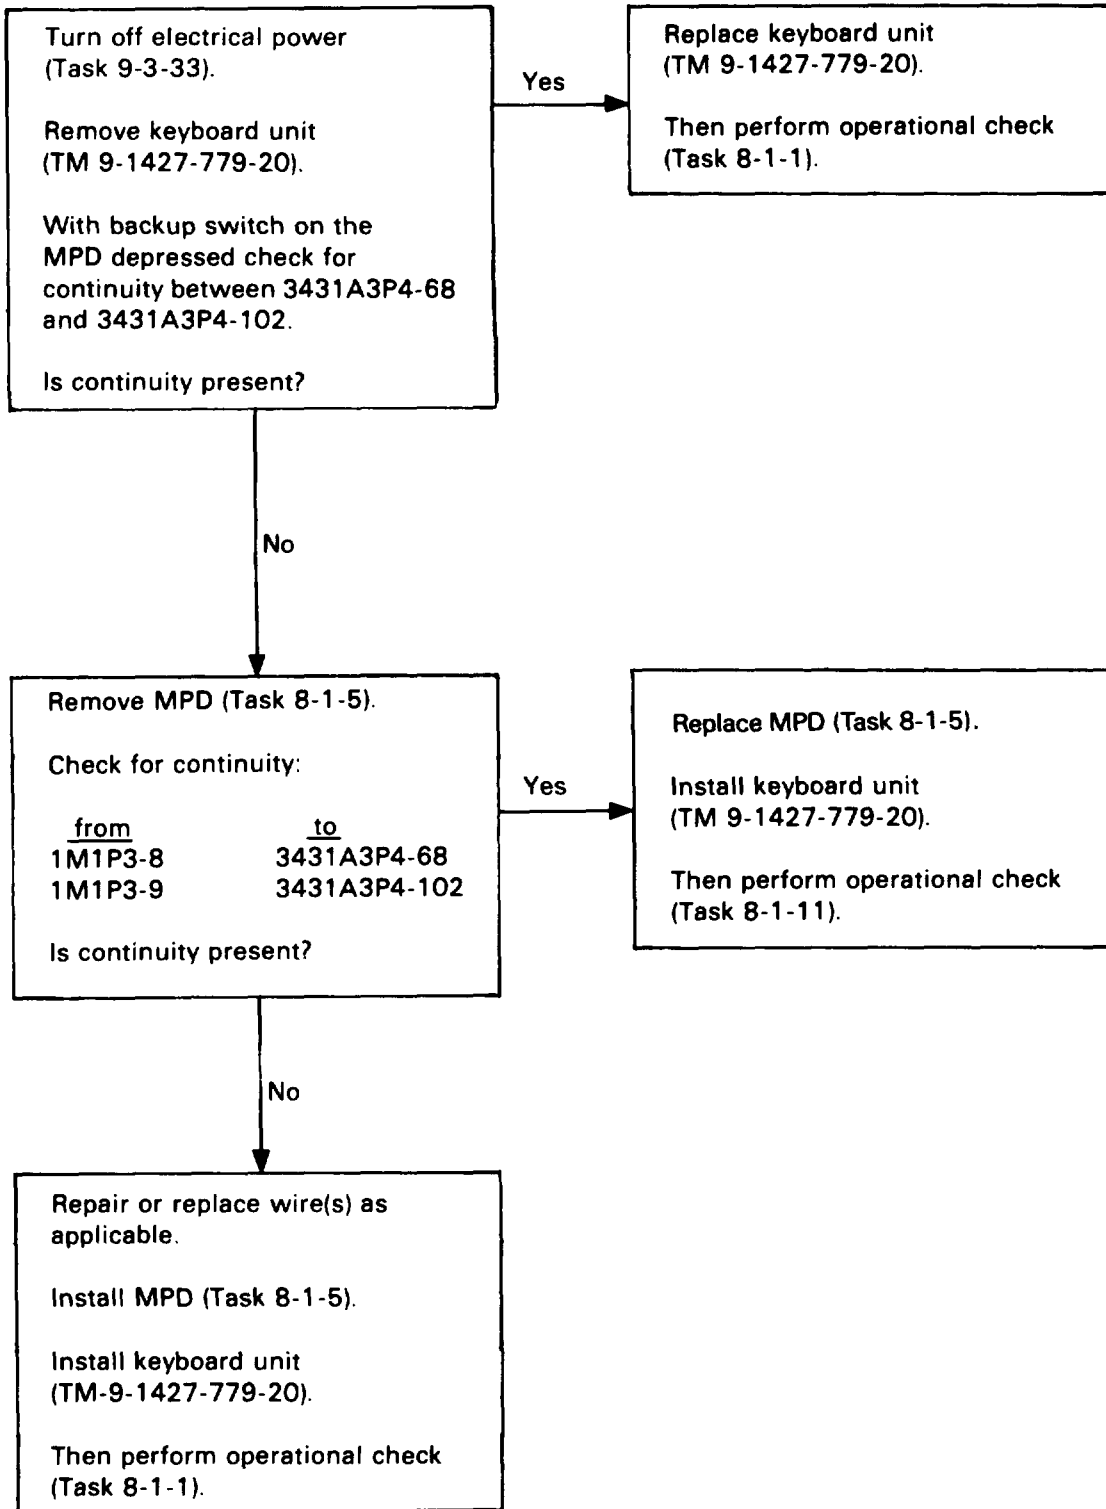 Turn off electrical power
(Task 9-3-33).
Remove keyboard unit
(TM 9-1427-779-20).
With backup switch on the
MPD depressed check for
continuity between 3431A3P4-68
and 3431A3P4-102.
Is continuity present?
Yes
Replace keyboard unit
(TM 9-1427-779-20).
Then perform operational check
(Task 8-1-1).
No
Remove MPD (Task 8-1-5).
Check for continuity:
from to
1M1P3-8 3431A3P4-68
1M1P3-9 3431A3P4-102
Is continuity present?
Yes
Replace MPD (Task 8-1-5).
Install keyboard unit
(TM 9-1427-779-20).
Then perform operational check
(Task 8-1-11).
No
Repair or replace wire(s) as
applicable.
Install MPD (Task 8-1-5).
Install keyboard unit
(TM-9-1427-779-20).
Then perform operational check
(Task 8-1-1).